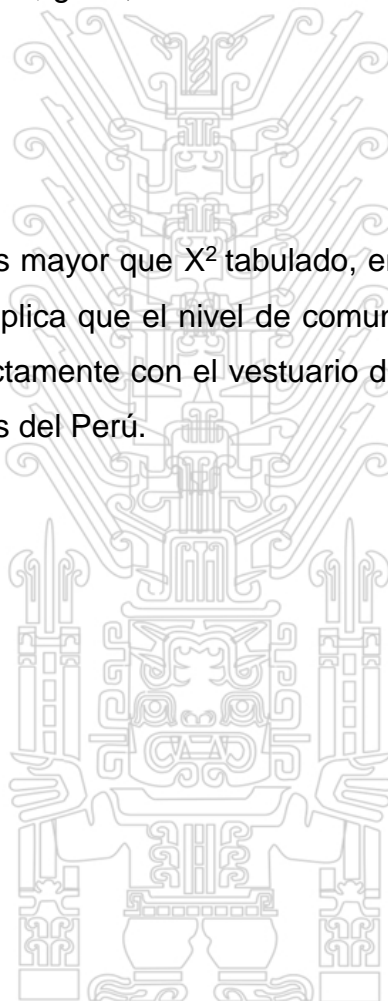 s mayor que X² tabulado, en
plica que el nivel de comun
ctamente con el vestuario d
s del Perú.